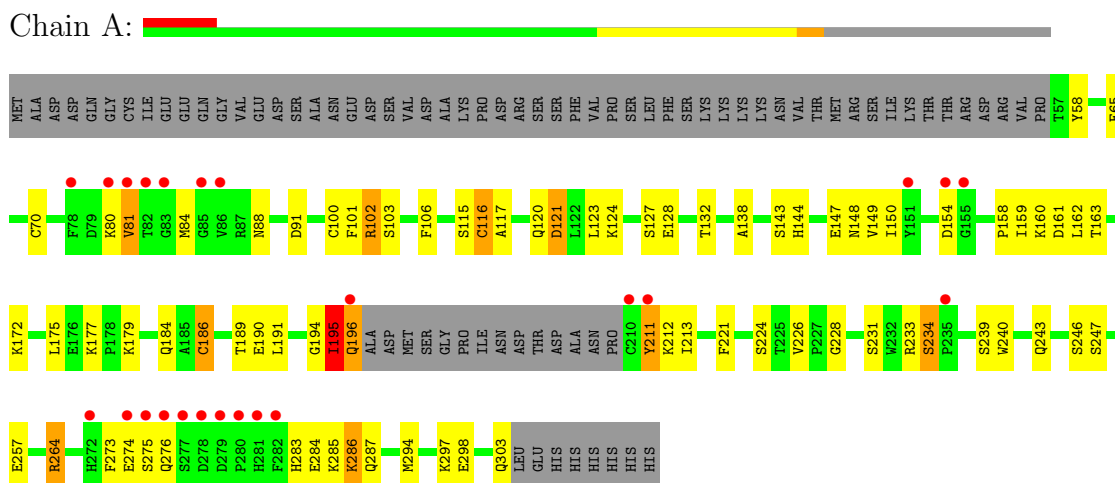 Chain A:
MET ALA ASP ASP GLN GLY CYS ILE GLU GLU GLN GLY VAL GLU ASP SER ALA ASN GLU ASP SER VAL ASP ALA LYS PRO ASP ARG SER SER PHE VAL PRO SER LEU PHE SER LYS LYS LYS LYS ASN VAL THR MET ARG SER ILE LYS THR THR ARG ASP ARG VAL PRO T57 Y58
C70 F78 D79 K80 V81 T82 G83 M84 G85 V86 R87 N88 D91 C100 F101 R102 S103 F106 S115 C116 A117 Q120 D121 L122 L123 K124 S127 E128 T132 A138 S143 H144 E147 N148 V149 I150 Y151 D154 G155 P158 I159 K160 D161 L162 T163
K172 L175 E176 K177 P178 K179 Q184 A185 C186 T189 E190 L191 G194 I195 Q196 ALA ASP MET SER GLY PRO ILE ASN ASP THR ASP ALA ASN PRO C210 Y211 K212 I213 F221 S224 T225 V226 P227 G228 S231 W232 R233 S234 P235 S239 W240 Q243 S246 S247
E257 R264 H272 F273 E274 S275 Q276 S277 D278 D279 P280 H281 F282 H283 E284 K285 K286 Q287 M294 K297 E298 Q303 LEU GLU HIS HIS HIS HIS HIS HIS